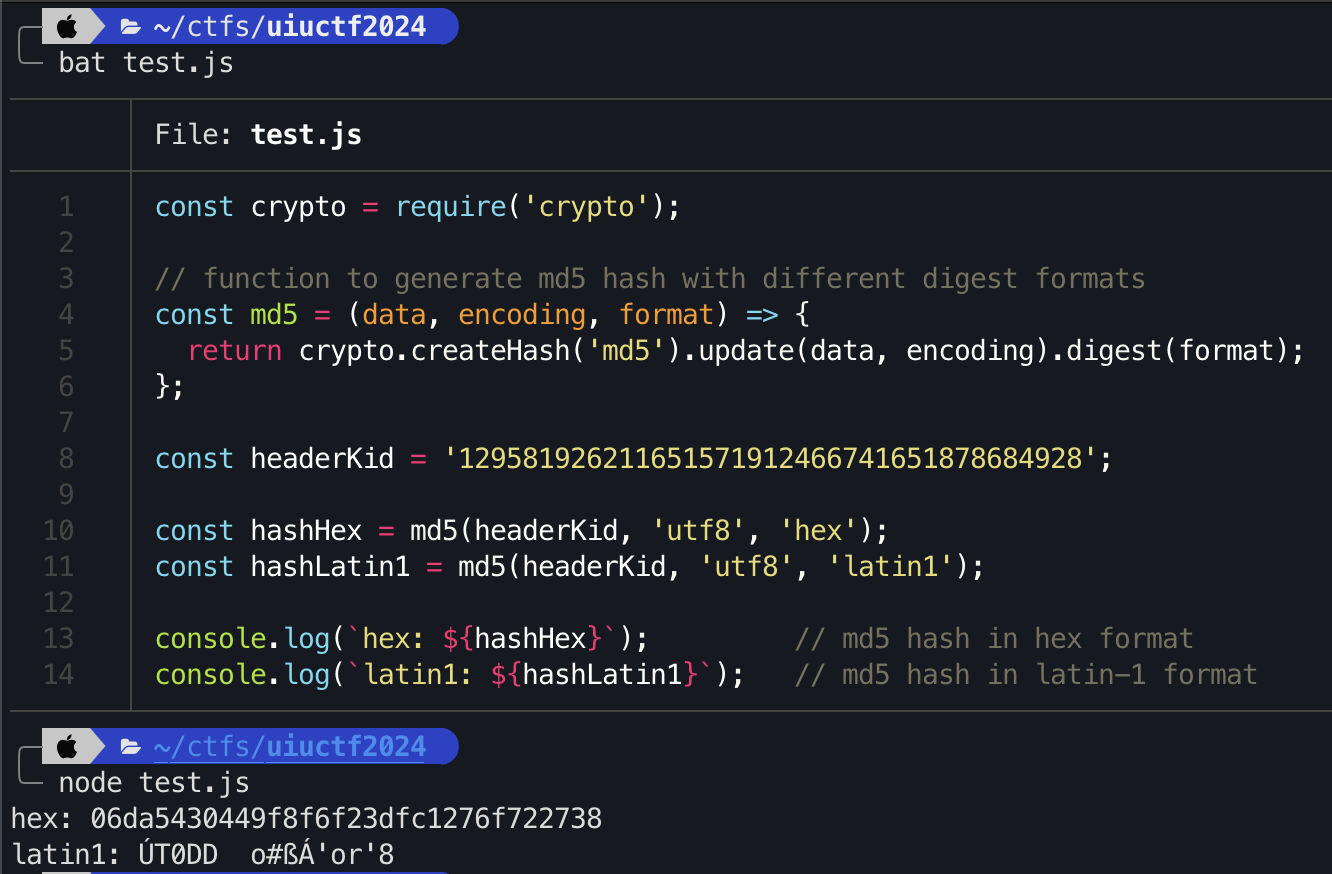 ~/ctfs/uiuctf2024
bat test.js
File: test.js
1 const crypto = require('crypto');
2
3 // function to generate md5 hash with different digest formats
4 const md5 = (data, encoding, format) => {
5   return crypto.createHash('md5').update(data, encoding).digest(format);
6 };
7
8 const headerKid = '129581926211651571912466741651878684928';
9
10 const hashHex = md5(headerKid, 'utf8', 'hex');
11 const hashLatin1 = md5(headerKid, 'utf8', 'latin1');
12
13 console.log(`hex: ${hashHex}`);         // md5 hash in hex format
14 console.log(`latin1: ${hashLatin1}`);   // md5 hash in latin-1 format
~/ctfs/uiuctf2024
node test.js
hex: 06da5430449f8f6f23dfc1276f722738
latin1: ÚT0DD  o#ßÁ'or'8